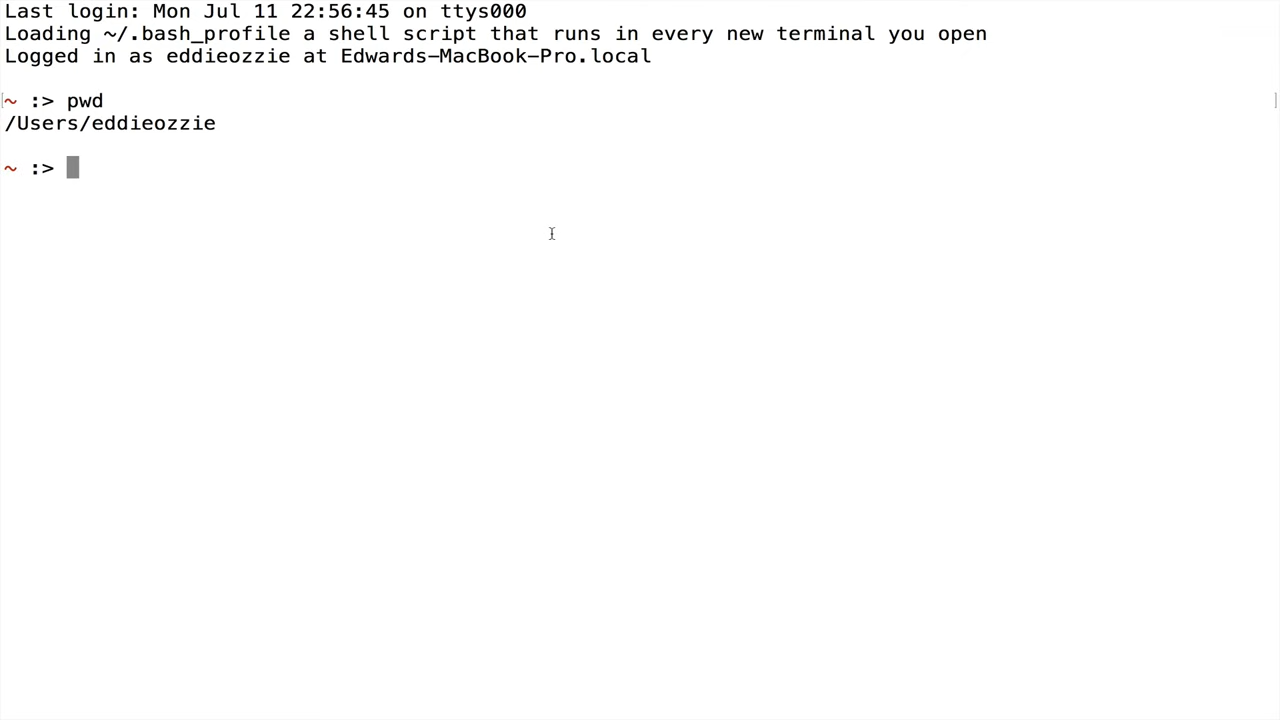 Last login: Mon Jul 11 22:56:45 on ttys000
Loading ~/.bash_profile a shell script that runs in every new terminal you open
Logged in as eddieozzie at Edwards-MacBook-Pro.local
[~ :> pwd ]
/Users/eddieozzie
~ :>